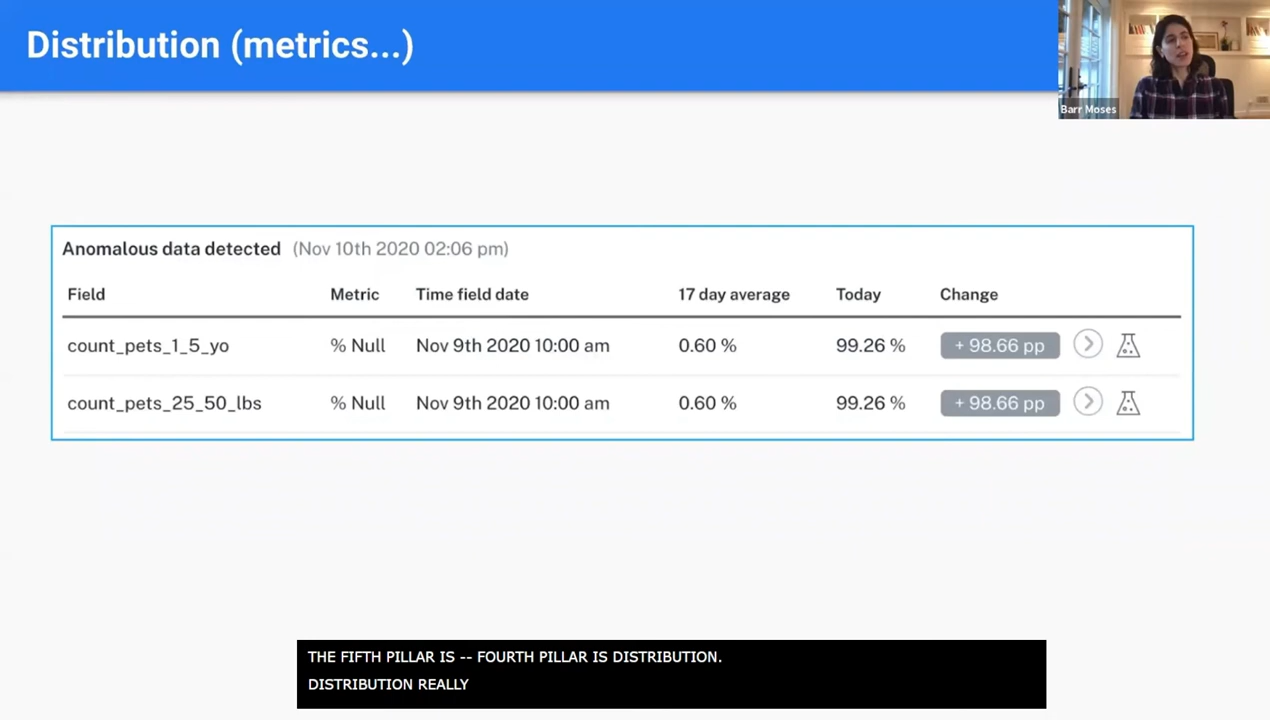 Distribution (metrics...)
Barr Moses
Anomalous data detected (Nov 10th 2020 02:06 pm)
Field Metric Time field date 17 day average Today Change
count_pets_1_5_yo % Null Nov 9th 2020 10:00 am 0.60 % 99.26 % + 98.66 pp
count_pets_25_50_lbs % Null Nov 9th 2020 10:00 am 0.60 % 99.26 % + 98.66 pp
THE FIFTH PILLAR IS -- FOURTH PILLAR IS DISTRIBUTION.
DISTRIBUTION REALLY